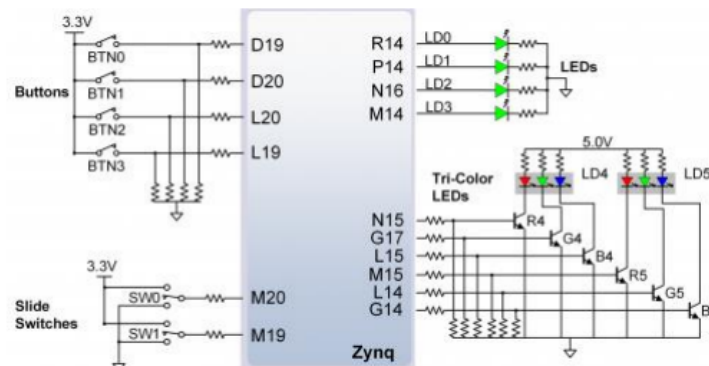 3.3V
BTN0
BTN1
Buttons
BTN2
BTN3
D19
D20
L20
L19
R14
P14
N16
M14
LD0
LD1
LD2
LD3
LEDs
5.0V
Tri-Color
LEDs
LD4
LD5
N15
G17
L15
M15
L14
G14
R4
G4
B4
R5
G5
B
3.3V
Slide
Switches
SW0
SW1
M20
M19
Zynq